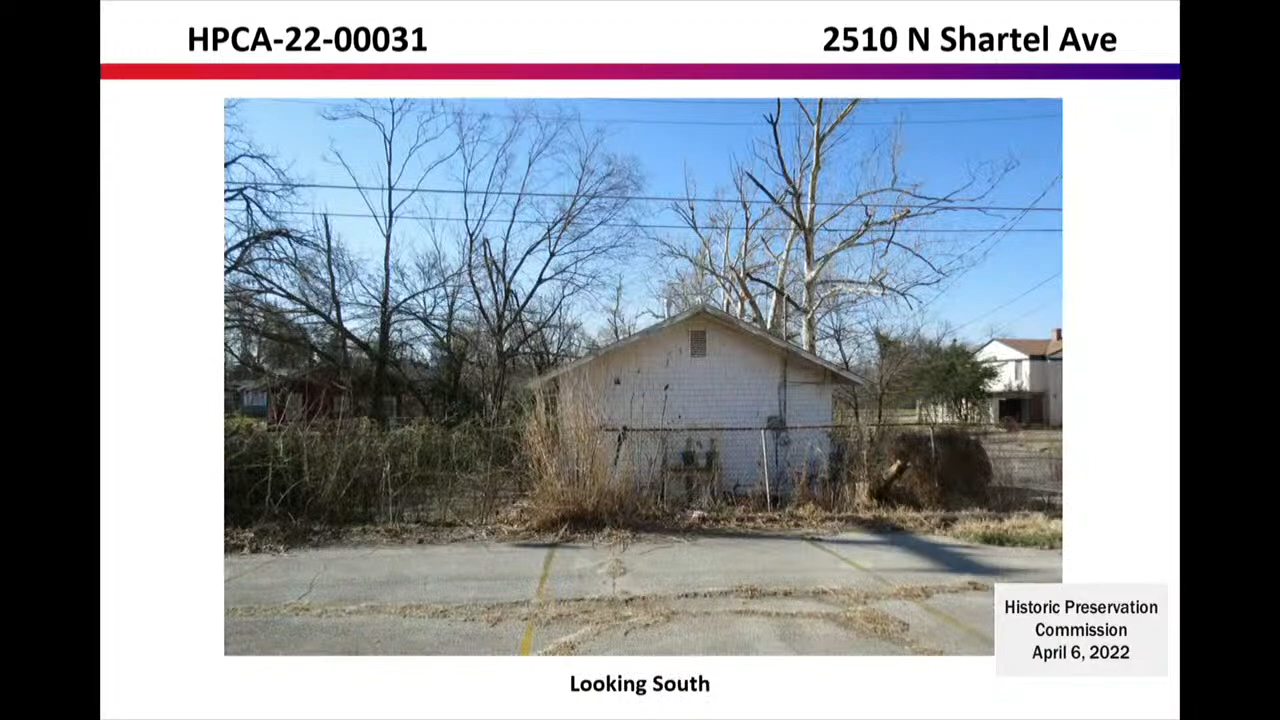 HPCA-22-00031
2510 N Shartel Ave
Historic Preservation
Commission
April 6, 2022
Looking South